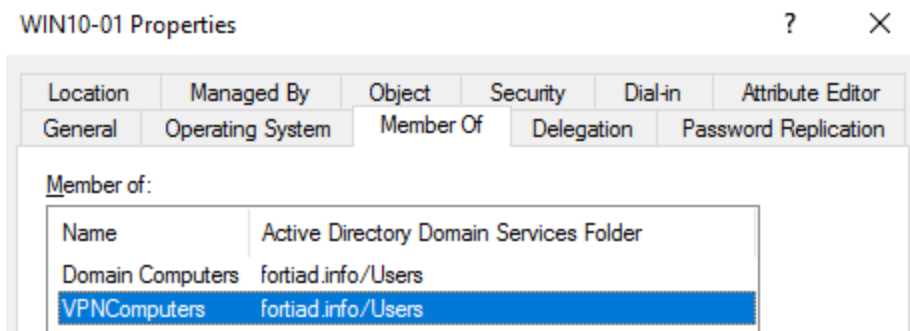 WIN10-01 Properties ? ×
Location Managed By Object Security Dial-in Attribute Editor
General Operating System Member Of Delegation Password Replication
Member of:
Name Active Directory Domain Services Folder
Domain Computers fortiad.info/Users
VPNComputers fortiad.info/Users